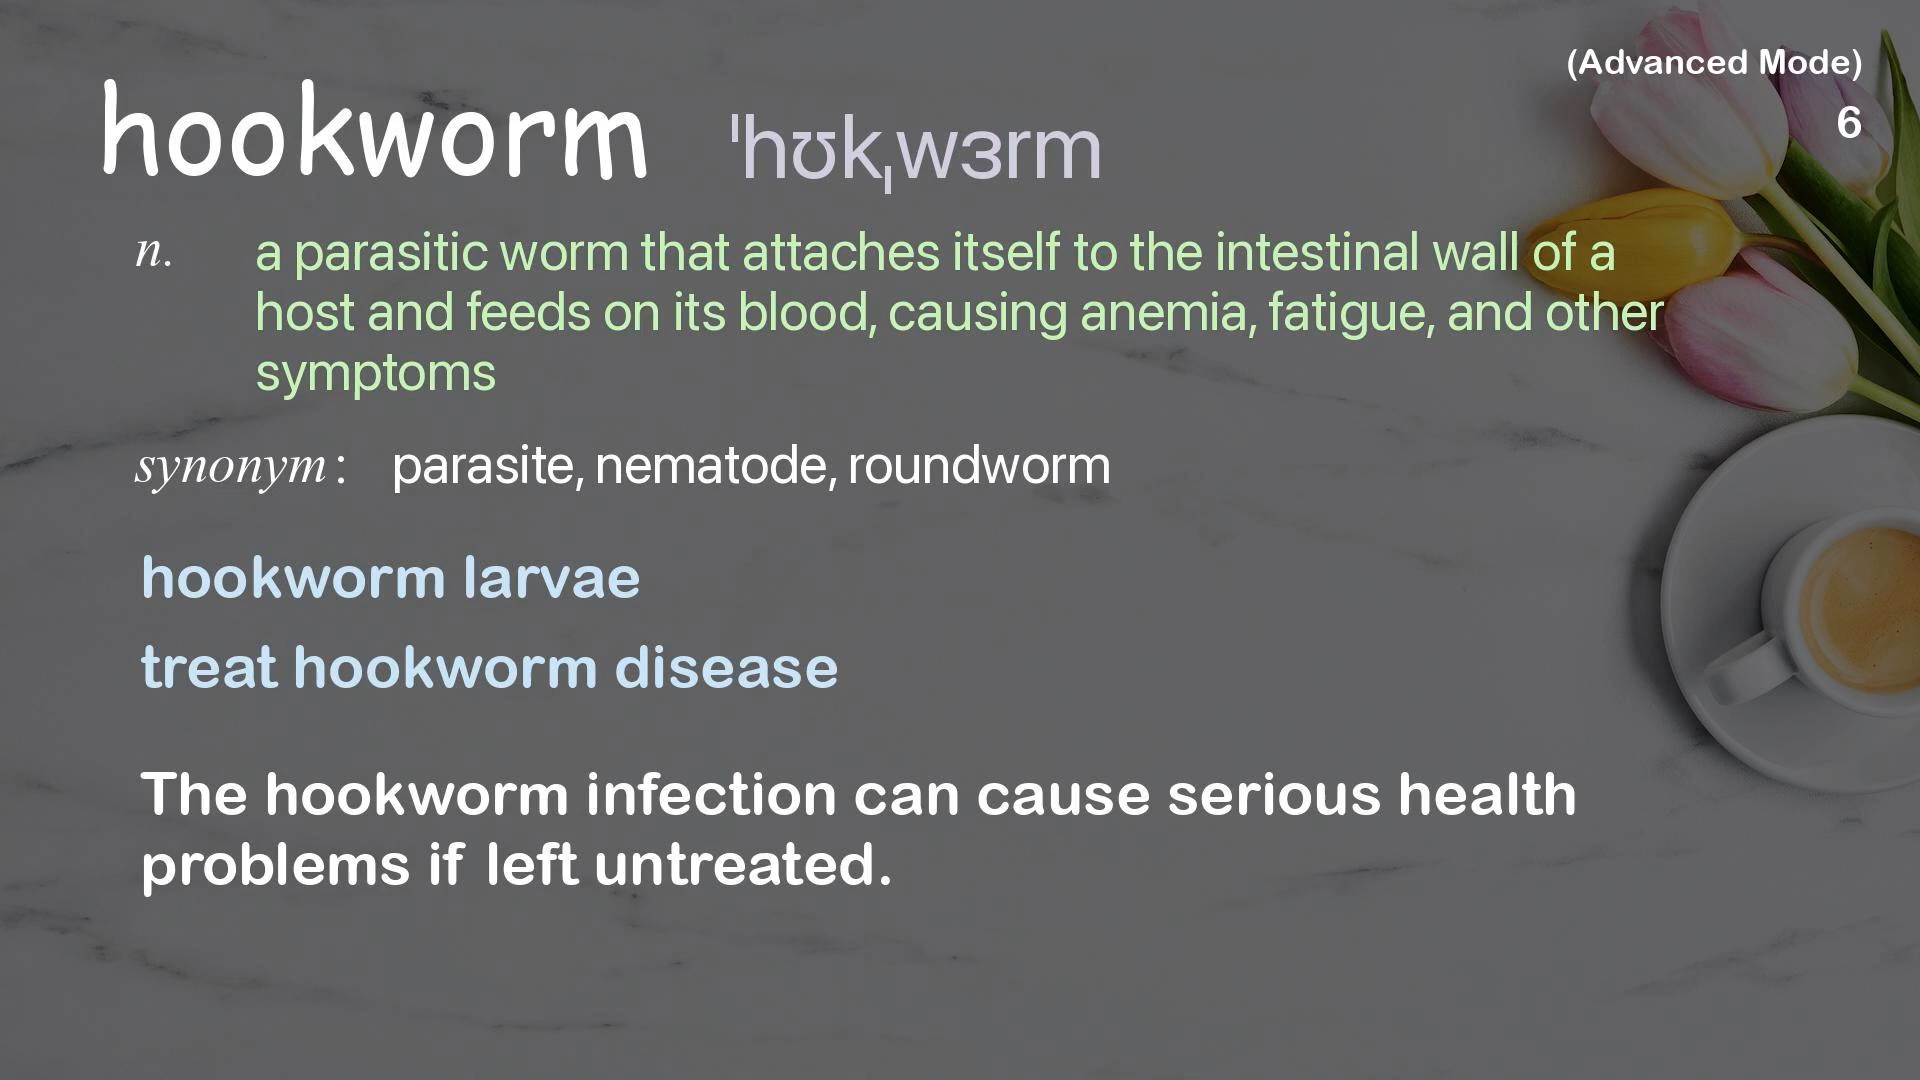 (Advanced Mode)
6
hookworm ˈhʊkˌwɜrm
n. a parasitic worm that attaches itself to the intestinal wall of a
host and feeds on its blood, causing anemia, fatigue, and other
symptoms
synonym: parasite, nematode, roundworm
hookworm larvae
treat hookworm disease
The hookworm infection can cause serious health
problems if left untreated.